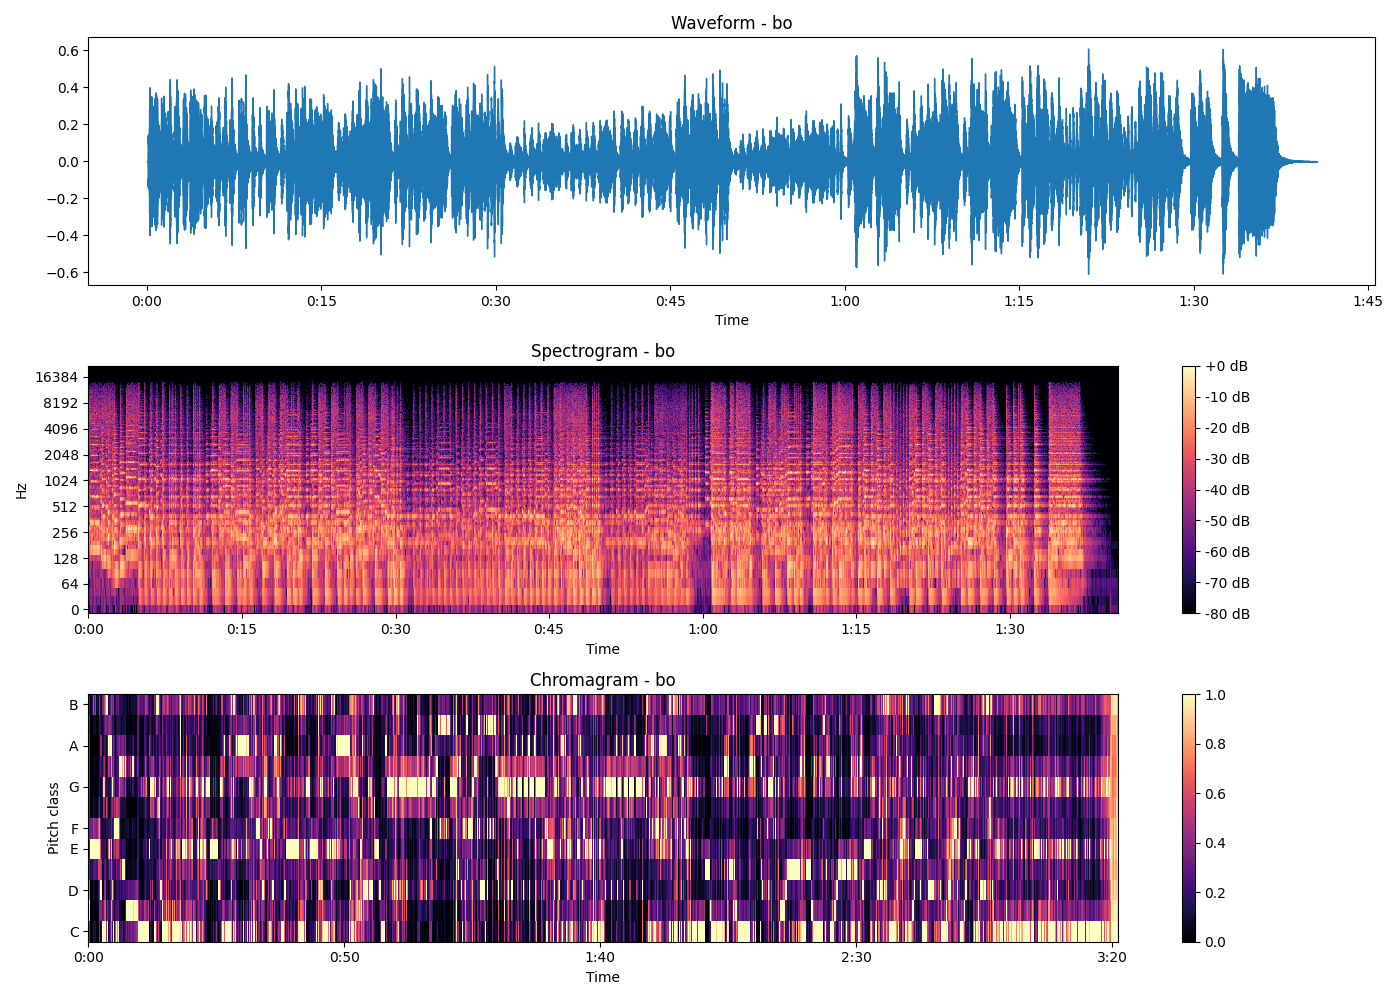 Waveform - bo
0.6
0.4
0.2
0.0
−0.2
−0.4
−0.6
0:00 0:15 0:30 0:45 1:00 1:15 1:30 1:45
Time
Spectrogram - bo
Hz
16384
8192
4096
2048
1024
512
256
128
64
0
0:00 0:15 0:30 0:45 1:00 1:15 1:30
Time
+0 dB
-10 dB
-20 dB
-30 dB
-40 dB
-50 dB
-60 dB
-70 dB
-80 dB
Chromagram - bo
Pitch class
B
A
G
F
E
D
C
0:00 0:50 1:40 2:30 3:20
Time
1.0
0.8
0.6
0.4
0.2
0.0